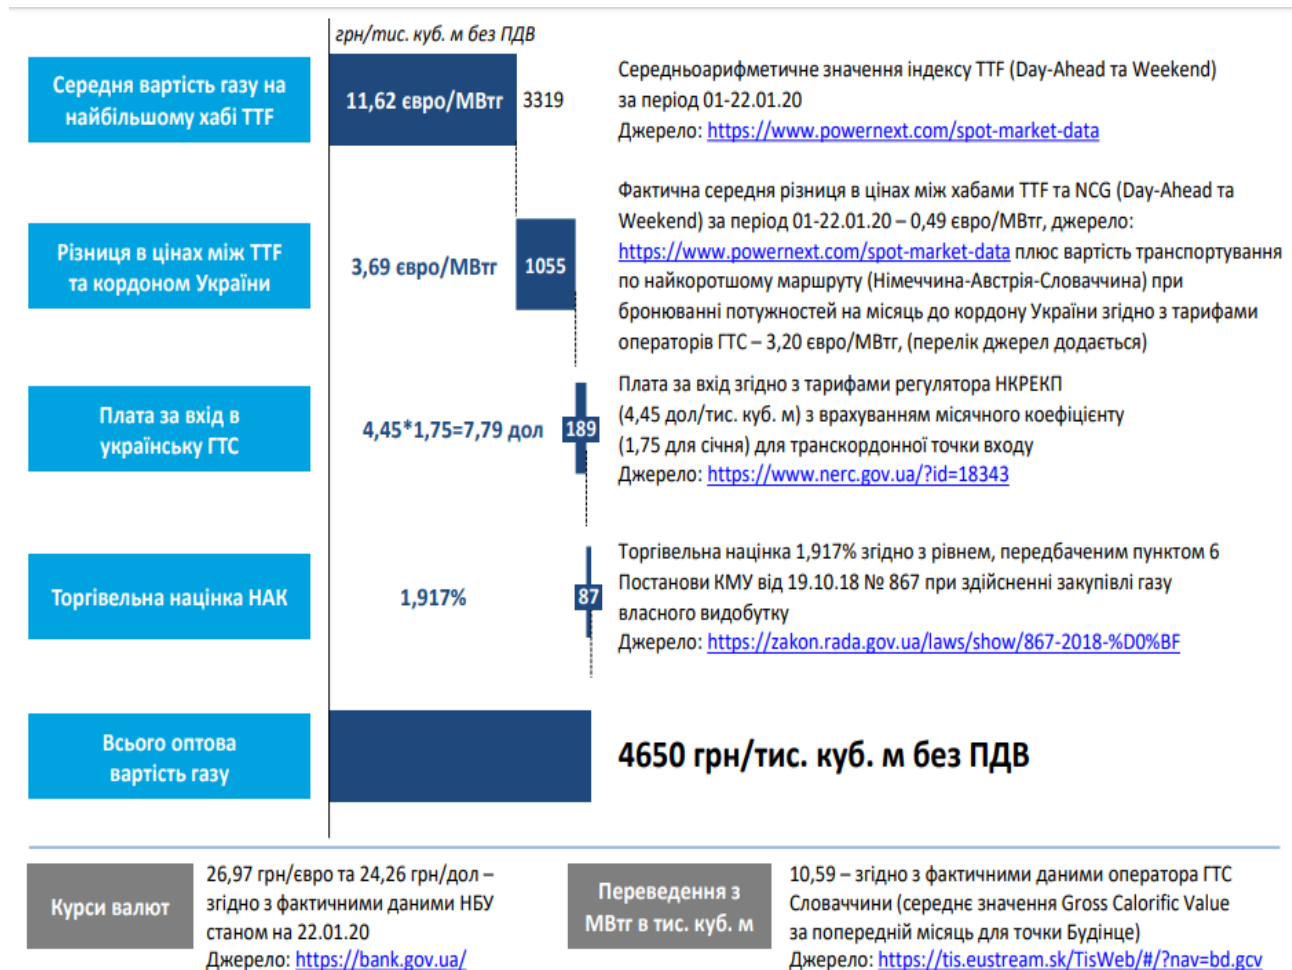 грн/тис. куб. м без ПДВ
Середня вартість газу на
найбільшому хабі TTF
11,62 євро/МВтг
3319
Середньоарифметичне значення індексу TTF (Day-Ahead та Weekend)
за період 01-22.01.20
Джерело: https://www.powernext.com/spot-market-data
Різниця в цінах між TTF
та кордоном України
3,69 євро/МВтг
1055
Фактична середня різниця в цінах між хабами TTF та NCG (Day-Ahead та
Weekend) за період 01-22.01.20 – 0,49 євро/МВтг, джерело:
https://www.powernext.com/spot-market-data плюс вартість транспортування
по найкоротшому маршруту (Німеччина-Австрія-Словаччина) при
бронюванні потужностей на місяць до кордону України згідно з тарифами
операторів ГТС – 3,20 євро/МВтг, (перелік джерел додається)
Плата за вхід в
українську ГТС
4,45*1,75=7,79 дол
189
Плата за вхід згідно з тарифами регулятора НКРЕКП
(4,45 дол/тис. куб. м) з врахуванням місячного коефіцієнту
(1,75 для січня) для транскордонної точки входу
Джерело: https://www.nerc.gov.ua/?id=18343
Торгівельна націнка НАК
1,917%
87
Торгівельна націнка 1,917% згідно з рівнем, передбаченим пунктом 6
Постанови КМУ від 19.10.18 № 867 при здійсненні закупівлі газу
власного видобутку
Джерело: https://zakon.rada.gov.ua/laws/show/867-2018-%D0%BF
Всього оптова
вартість газу
4650 грн/тис. куб. м без ПДВ
Курси валют
26,97 грн/євро та 24,26 грн/дол –
згідно з фактичними даними НБУ
станом на 22.01.20
Джерело: https://bank.gov.ua/
Переведення з
МВтг в тис. куб. м
10,59 – згідно з фактичними даними оператора ГТС
Словаччини (середнє значення Gross Calorific Value
за попередній місяць для точки Будінце)
Джерело: https://tis.eustream.sk/TisWeb/#/?nav=bd.gcv